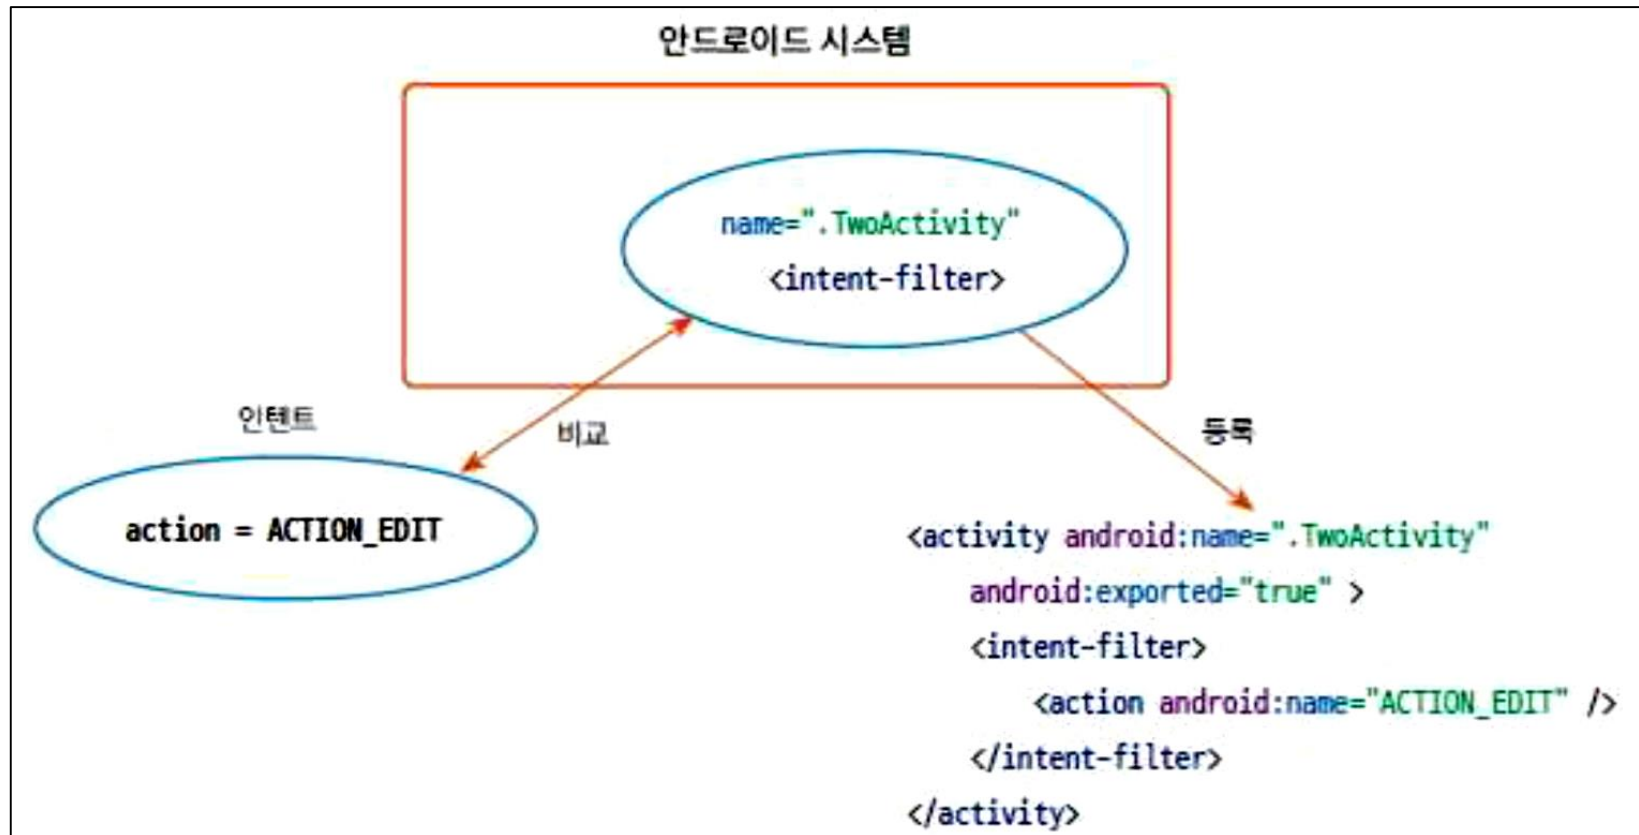 안드로이드 시스템
name=".TwoActivity"
<intent-filter>
인텐트
비교
등록
action = ACTION_EDIT
<activity android:name=".TwoActivity"
android:exported="true" >
<intent-filter>
<action android:name="ACTION_EDIT" />
</intent-filter>
</activity>